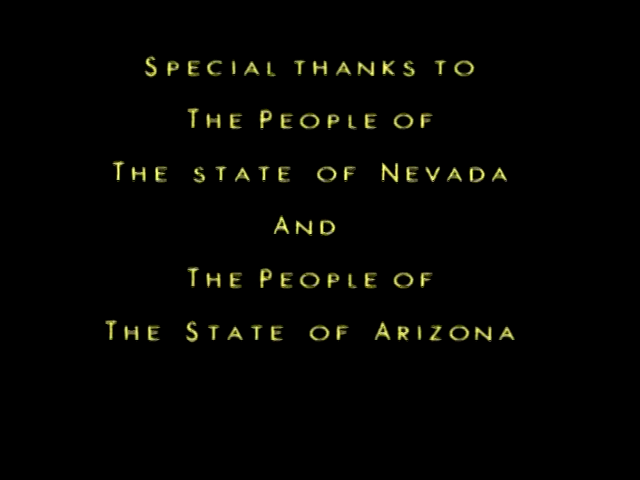 Special thanks to
The People of
The state of Nevada
And
The People of
The State of Arizona